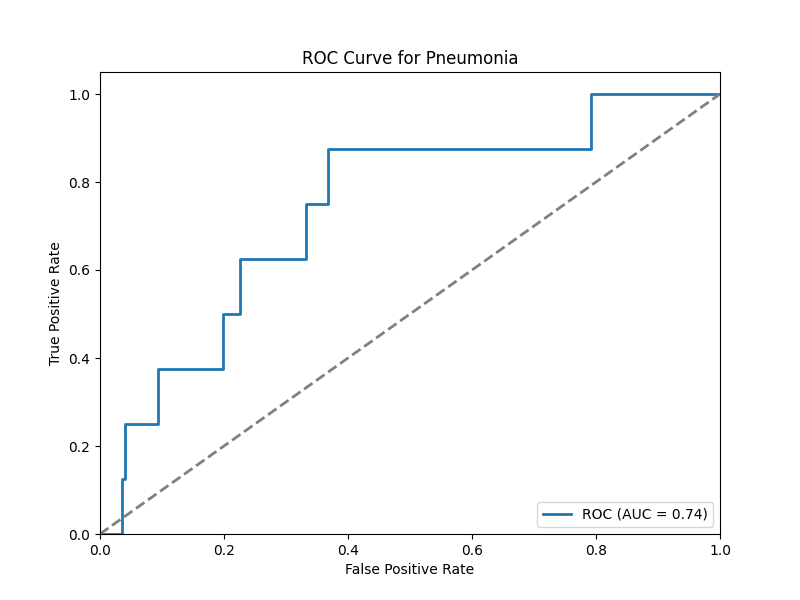 ROC Curve for Pneumonia
1.0
0.8
0.6
0.4
0.2
0.0
True Positive Rate
ROC (AUC = 0.74)
0.0 0.2 0.4 0.6 0.8 1.0
False Positive Rate